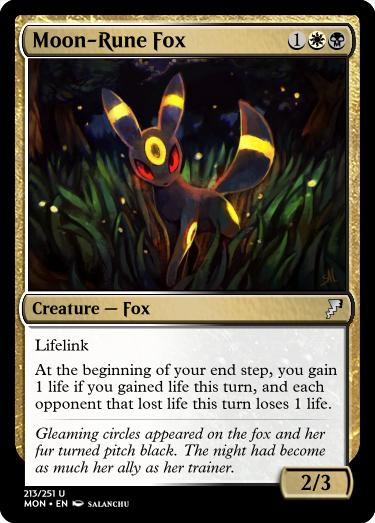 Moon-Rune Fox 1
Creature — Fox
Lifelink
At the beginning of your end step, you gain
1 life if you gained life this turn, and each
opponent that lost life this turn loses 1 life.
Gleaming circles appeared on the fox and her
fur turned pitch black. The night had become
as much her ally as her trainer.
2/3
213/251 U
MON • EN SALANCHU